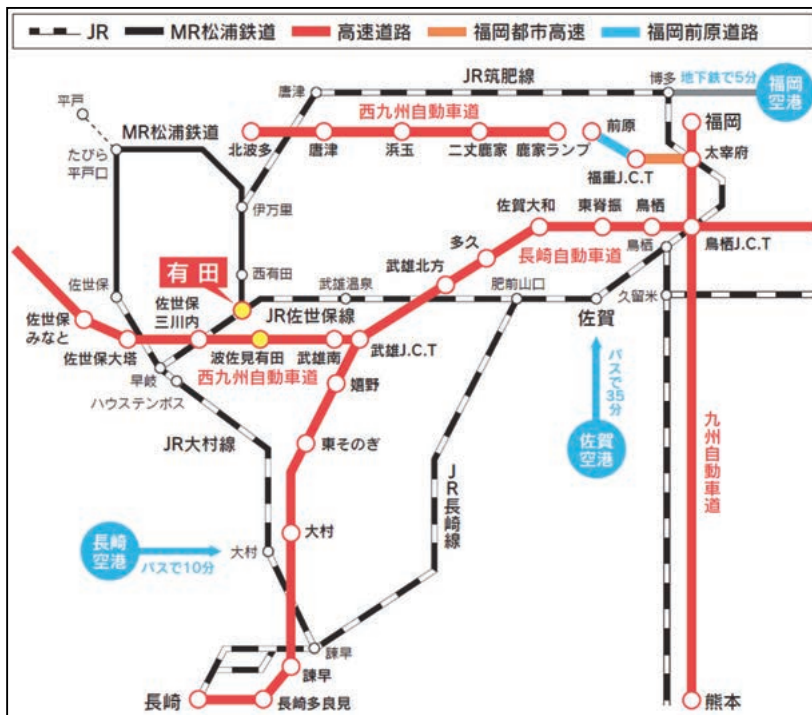 JR MR松浦鉄道 高速道路 福岡都市高速 福岡前原道路
JR筑肥線
博多
地下鉄で5分
福岡
空港
唐津
平戸
MR松浦鉄道
西九州自動車道
前原
福岡
北波多
唐津
浜玉
二丈鹿家
鹿家ランプ
太宰府
福重J.C.T
たびら
平戸口
伊万里
佐賀大和
東脊振
鳥栖
多久
長崎自動車道
鳥栖
鳥栖J.C.T
有田
西有田
武雄北方
武雄温泉
肥前山口
久留米
佐世保
佐世保
三川内
JR佐世保線
佐賀
佐世保
みなと
佐世保大塔
波佐見有田
武雄南
武雄J.C.T
早岐
西九州自動車道
バスで35分
ハウステンボス
嬉野
JR大村線
東そのぎ
佐賀
空港
九州自動車道
JR長崎線
大村
長崎
空港
バスで10分
大村
諫早
諫早
長崎
長崎多良見
熊本